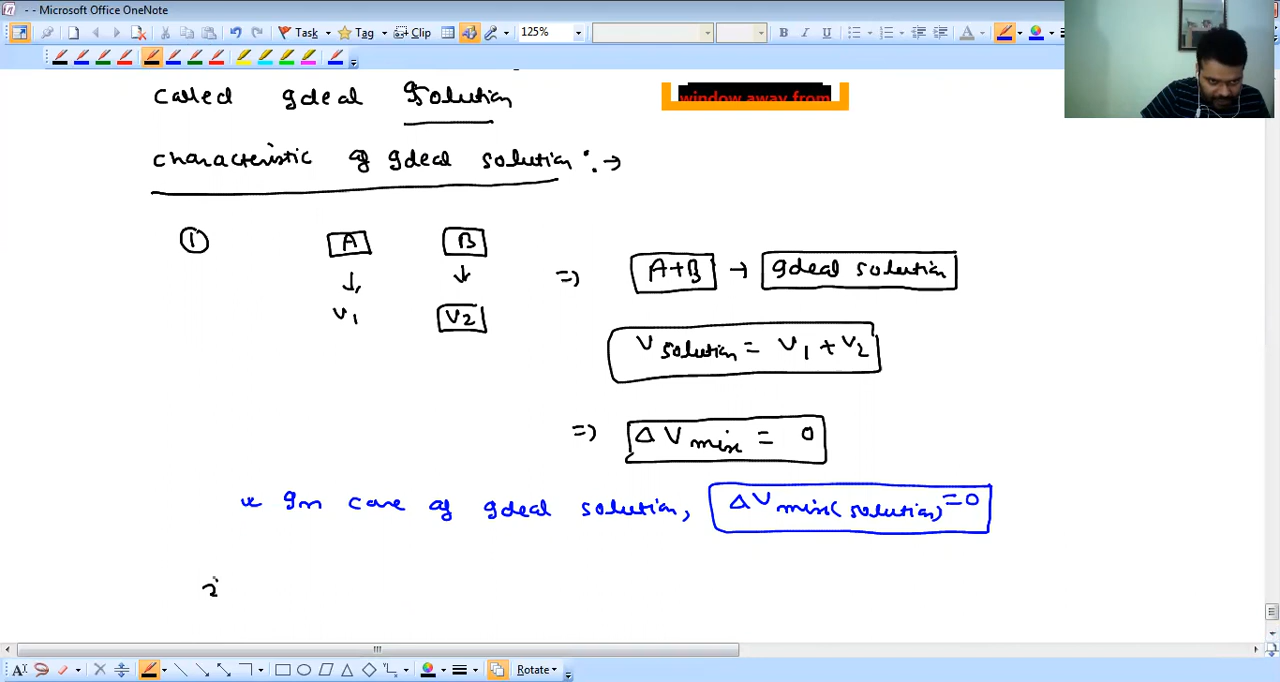 - - Microsoft Office OneNote
Task Tag Clip 125% B I U A
called Ideal Solution
window away from
characteristic of Ideal solution :→
① A B
A+B → Ideal solution
↓ ↓ ⇒
V1 V2
V solution = V1 + V2
⇒ ΔV mix = 0
* In case of Ideal solution, ΔV mix(solution) = 0
2
A Rotate